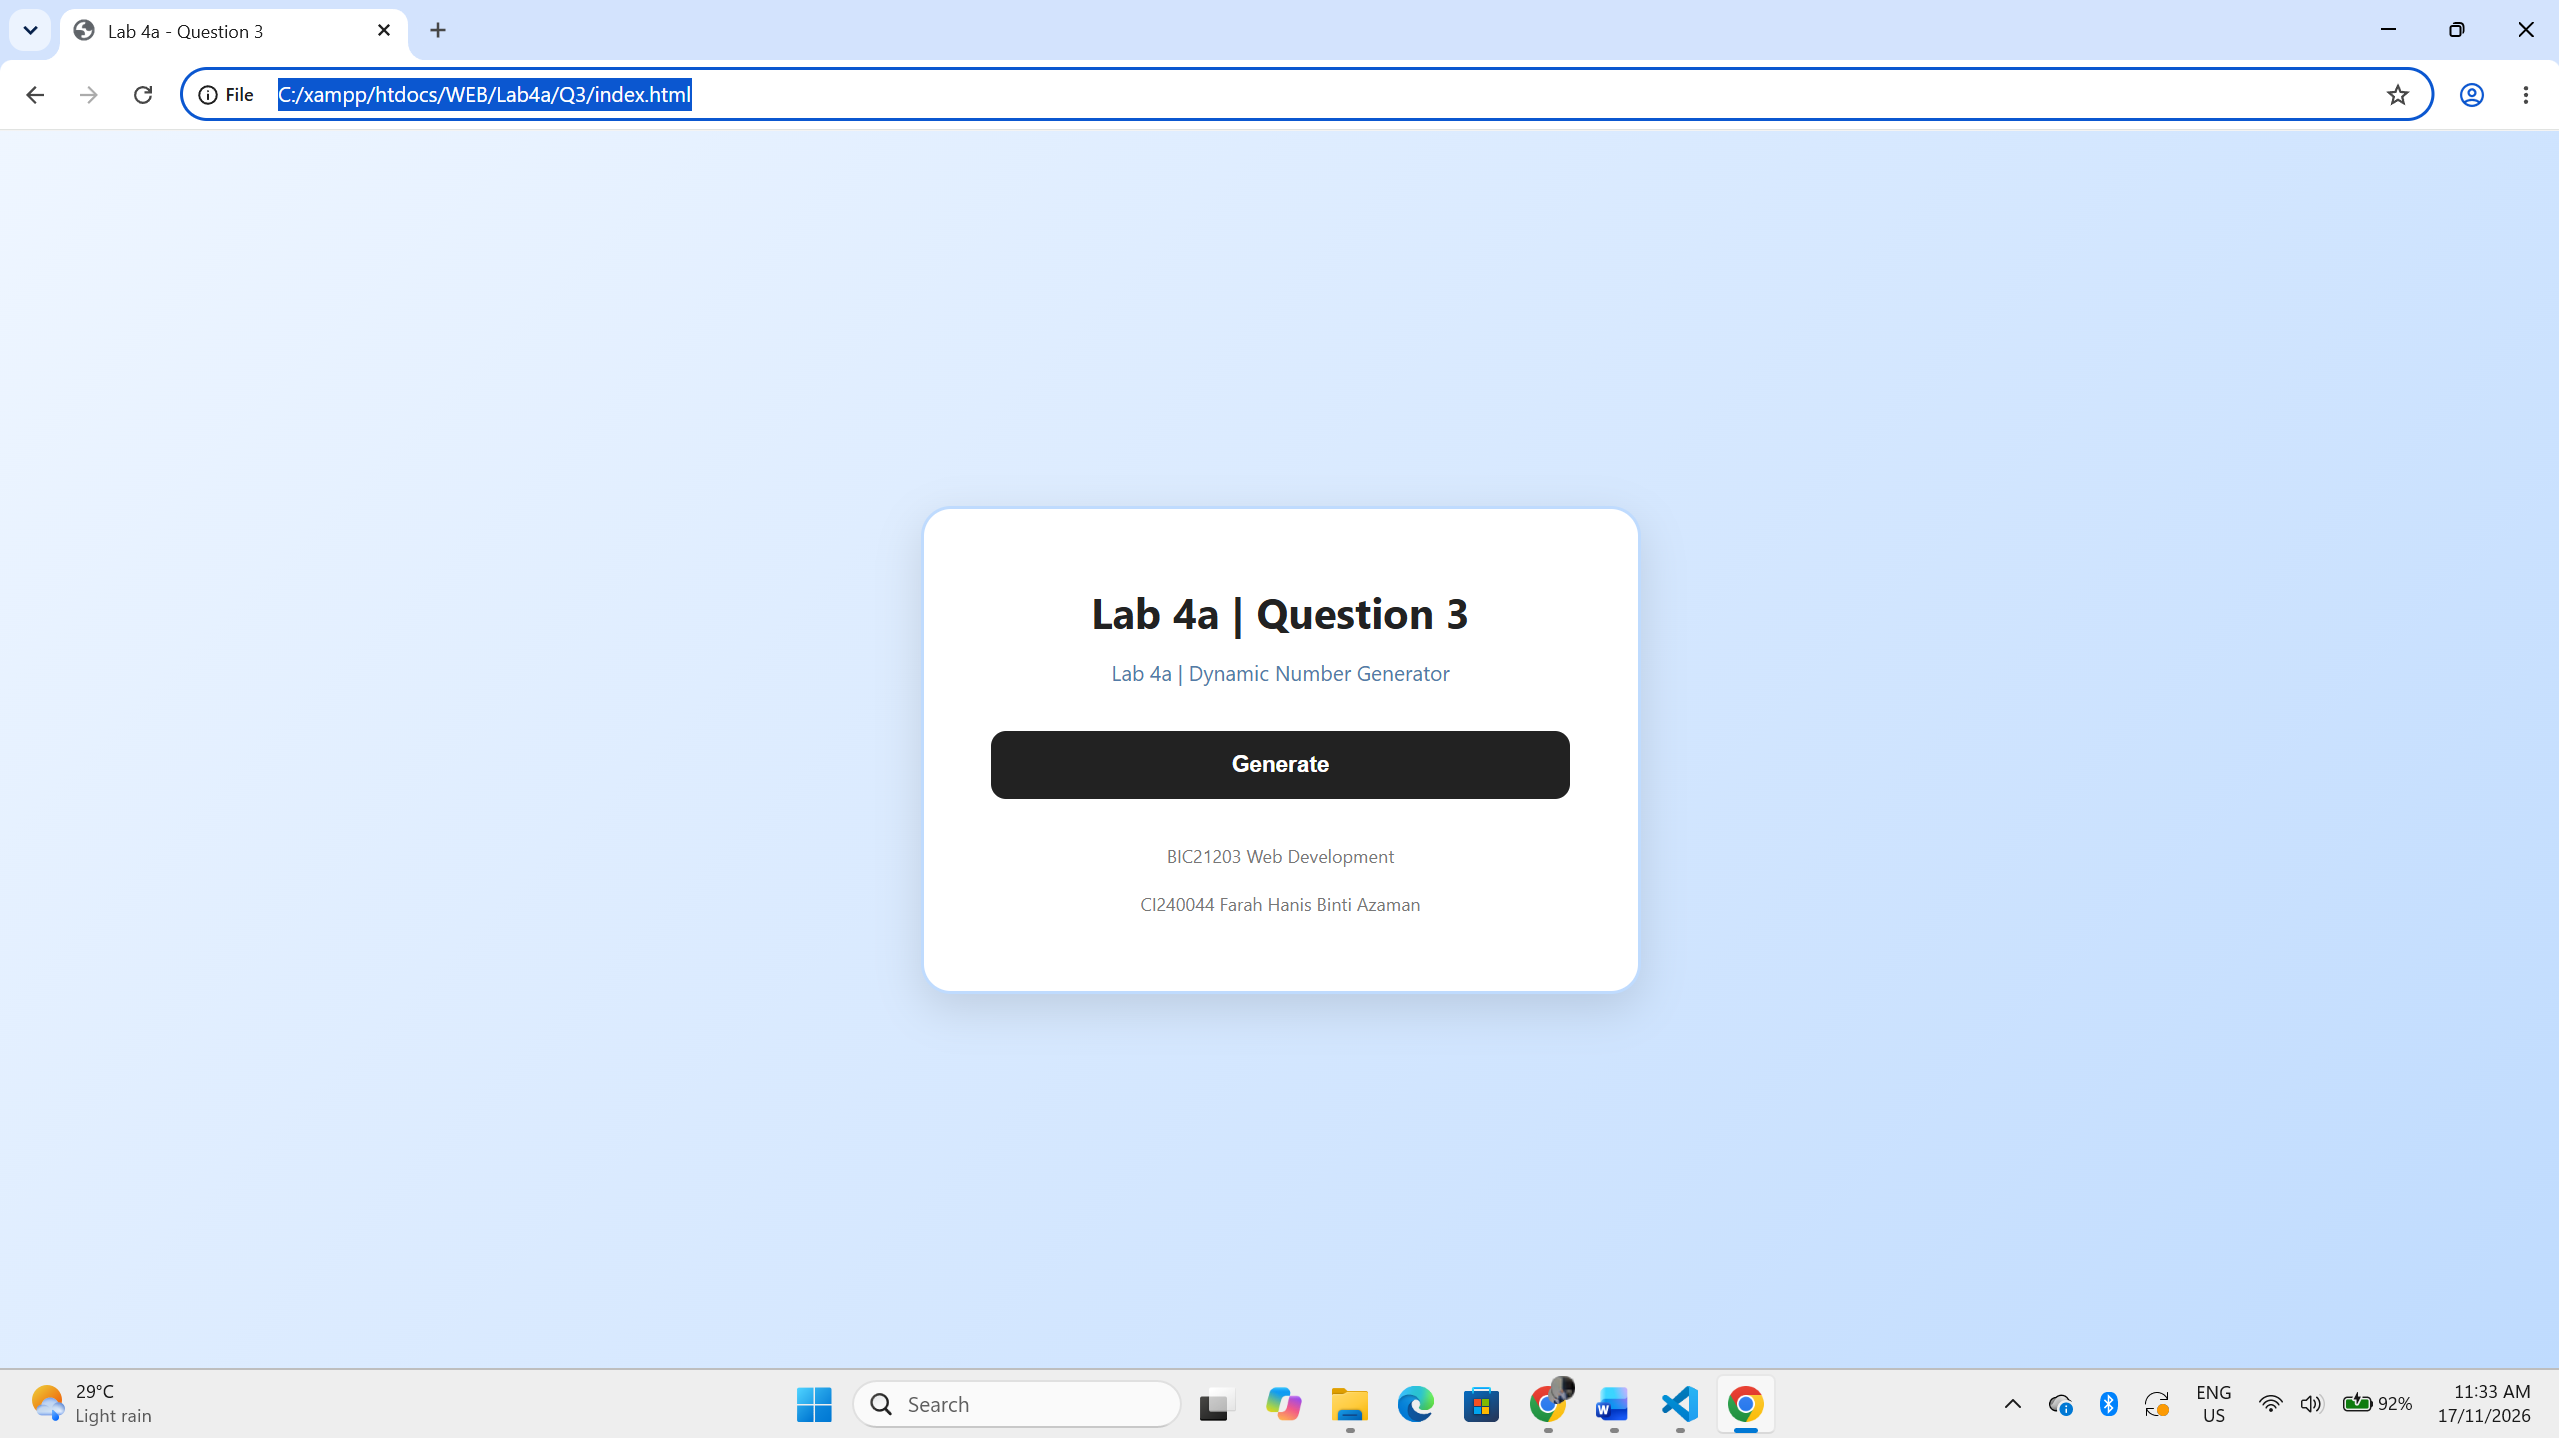 Lab 4a - Question 3
File C:/xampp/htdocs/WEB/Lab4a/Q3/index.html
Lab 4a | Question 3
Lab 4a | Dynamic Number Generator
Generate
BIC21203 Web Development
CI240044 Farah Hanis Binti Azaman
29°C
Light rain
Search
ENG
US
92%
11:33 AM
17/11/2026